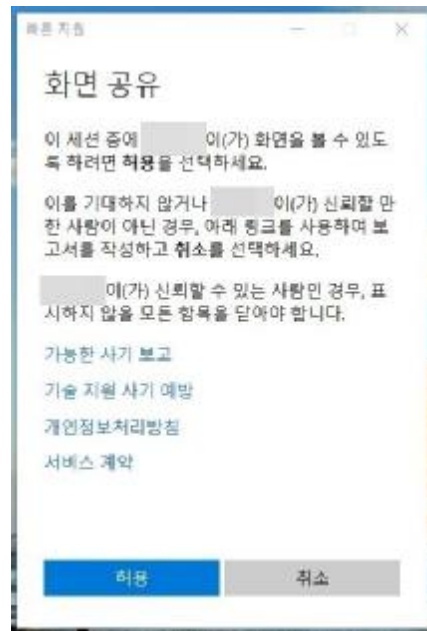 빠른 지원
화면 공유
이 세션 중에 이(가) 화면을 볼 수 있도
록 하려면 허용을 선택하세요.
이를 기대하지 않거나 이(가) 신뢰할 만
한 사람이 아닌 경우, 아래 링크를 사용하여 보
고서를 작성하고 취소를 선택하세요.
이(가) 신뢰할 수 있는 사람인 경우, 표
시하지 않을 모든 항목을 닫아야 합니다.
가능한 사기 보고
기술 지원 사기 예방
개인정보처리방침
서비스 계약
허용 취소